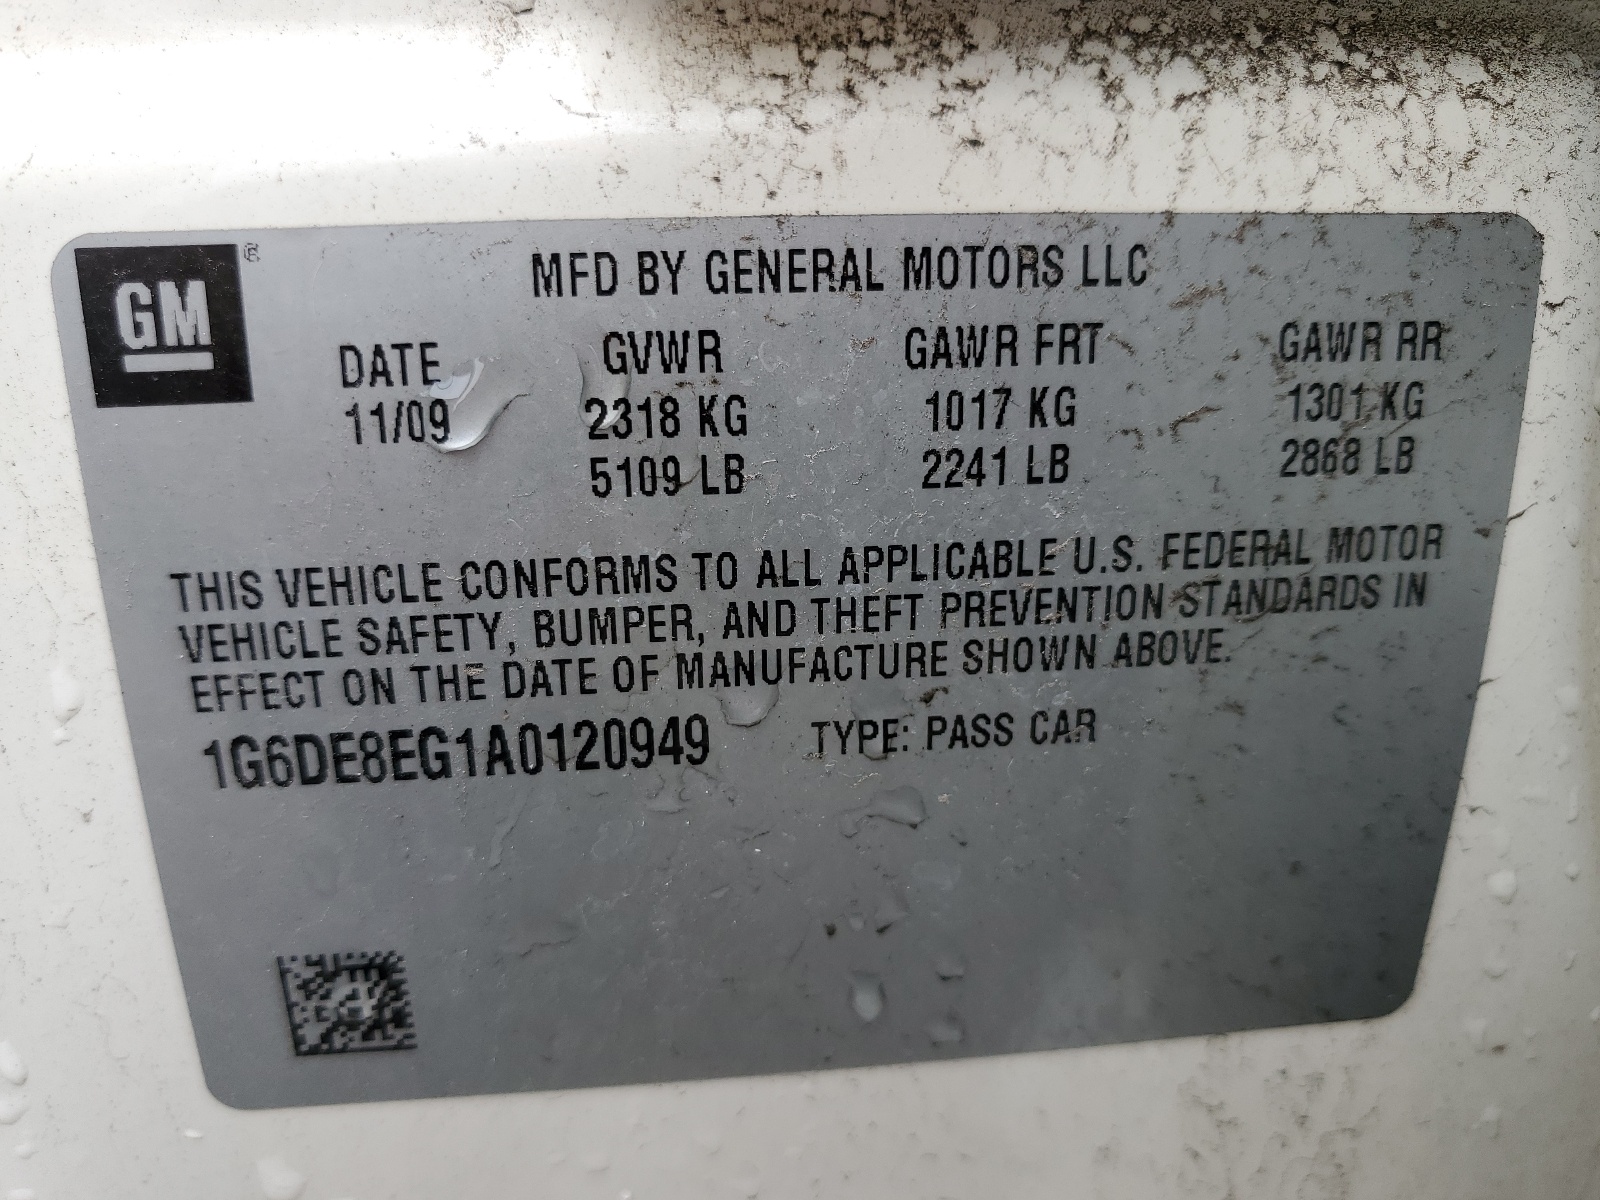 GM ®
MFD BY GENERAL MOTORS LLC
DATE GVWR GAWR FRT GAWR RR
11/09 2318 KG 1017 KG 1301 KG
5109 LB 2241 LB 2868 LB
THIS VEHICLE CONFORMS TO ALL APPLICABLE U.S. FEDERAL MOTOR
VEHICLE SAFETY, BUMPER, AND THEFT PREVENTION STANDARDS IN
EFFECT ON THE DATE OF MANUFACTURE SHOWN ABOVE.
1G6DE8EG1A0120949 TYPE: PASS CAR